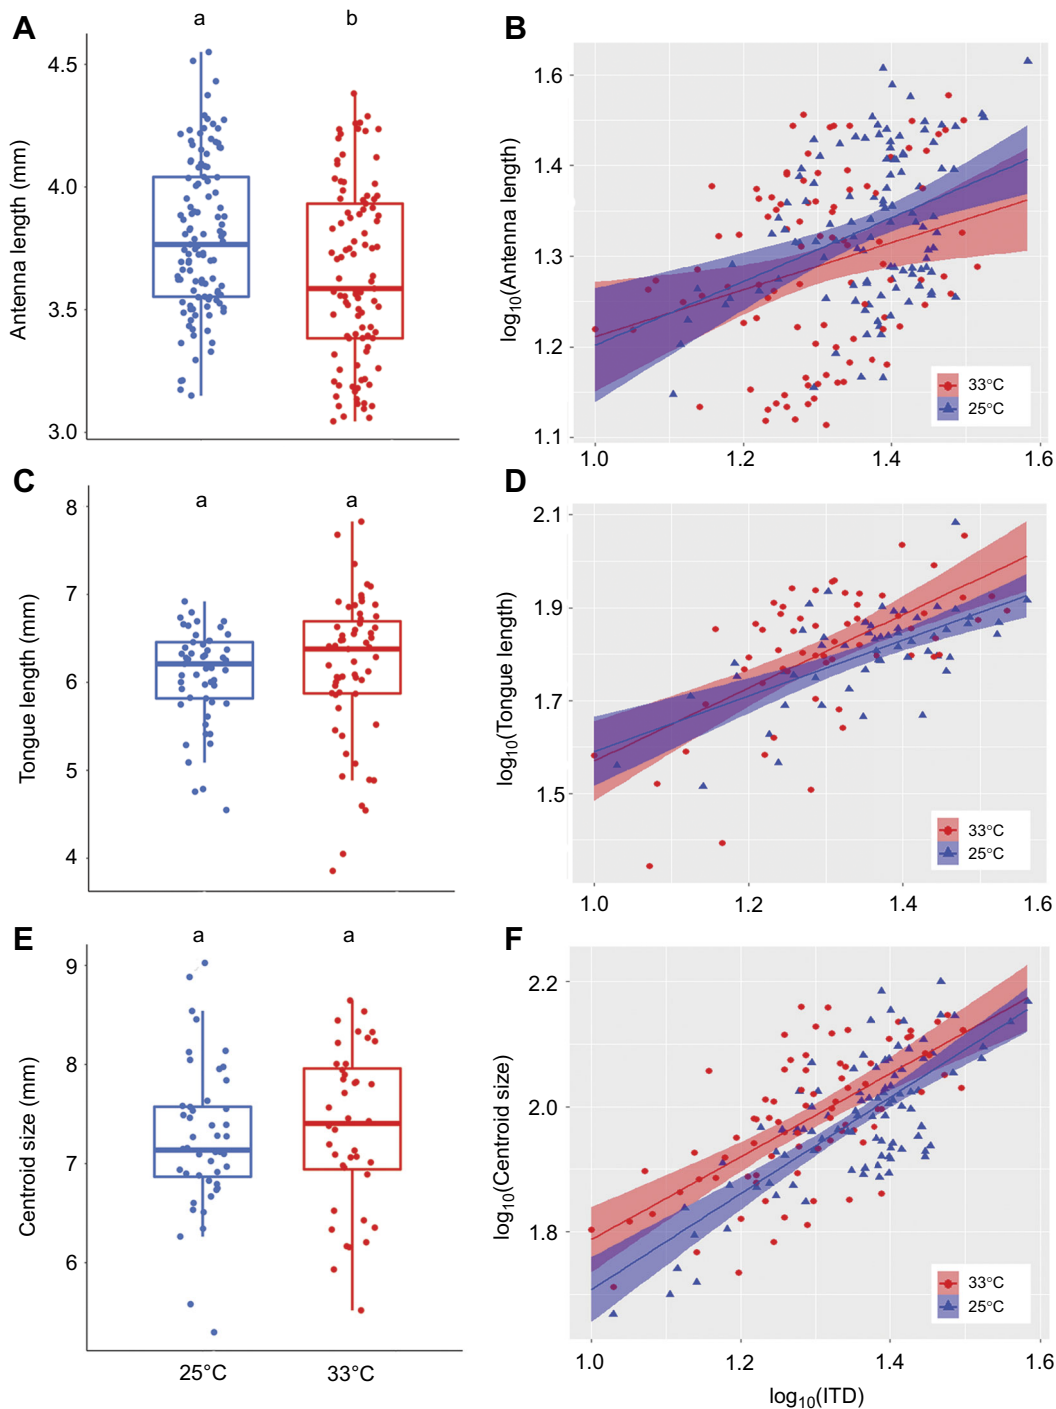 A
a
b
4.5
4.0
3.5
3.0
Antenna length (mm)
B
1.6
1.4
1.3
1.2
1.1
log10(Antenna length)
33°C
25°C
1.0
1.2
1.4
1.6
C
a
a
8
7
6
5
4
Tongue length (mm)
D
2.1
1.9
1.7
1.5
log10(Tongue length)
33°C
25°C
1.0
1.2
1.4
1.6
E
a
a
9
8
7
6
Centroid size (mm)
25°C
33°C
F
2.2
2.0
1.8
log10(Centroid size)
33°C
25°C
1.0
1.2
1.4
1.6
log10(ITD)